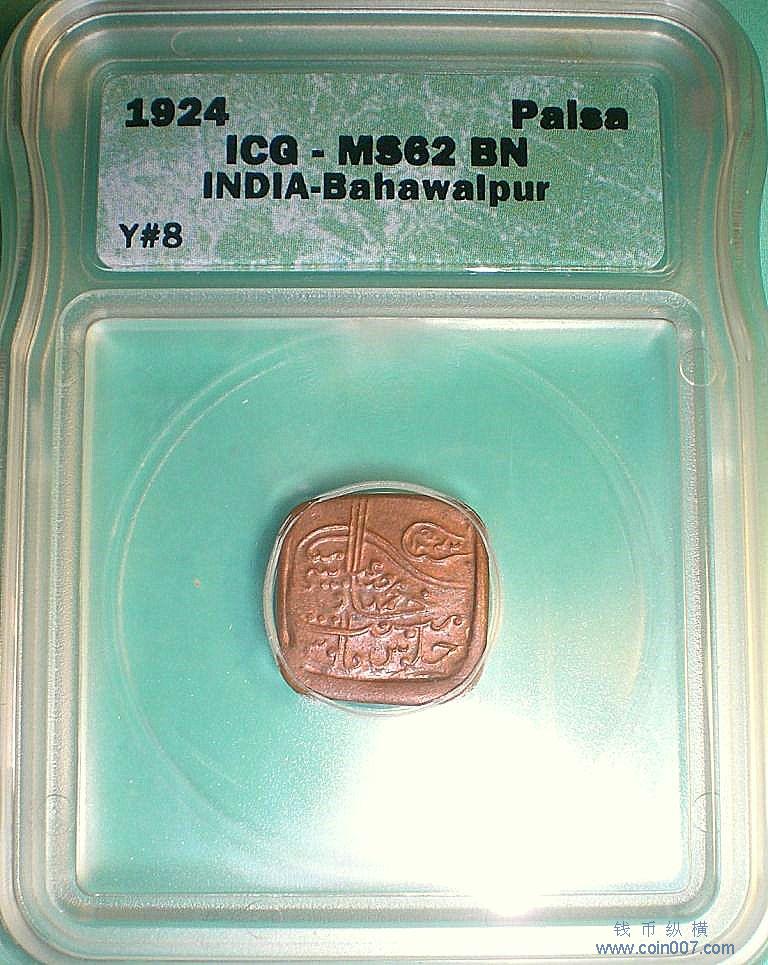 1924 Paisa
ICG - MS62 BN
INDIA-Bahawalpur
Y#8
钱币纵横
www.coin007.com